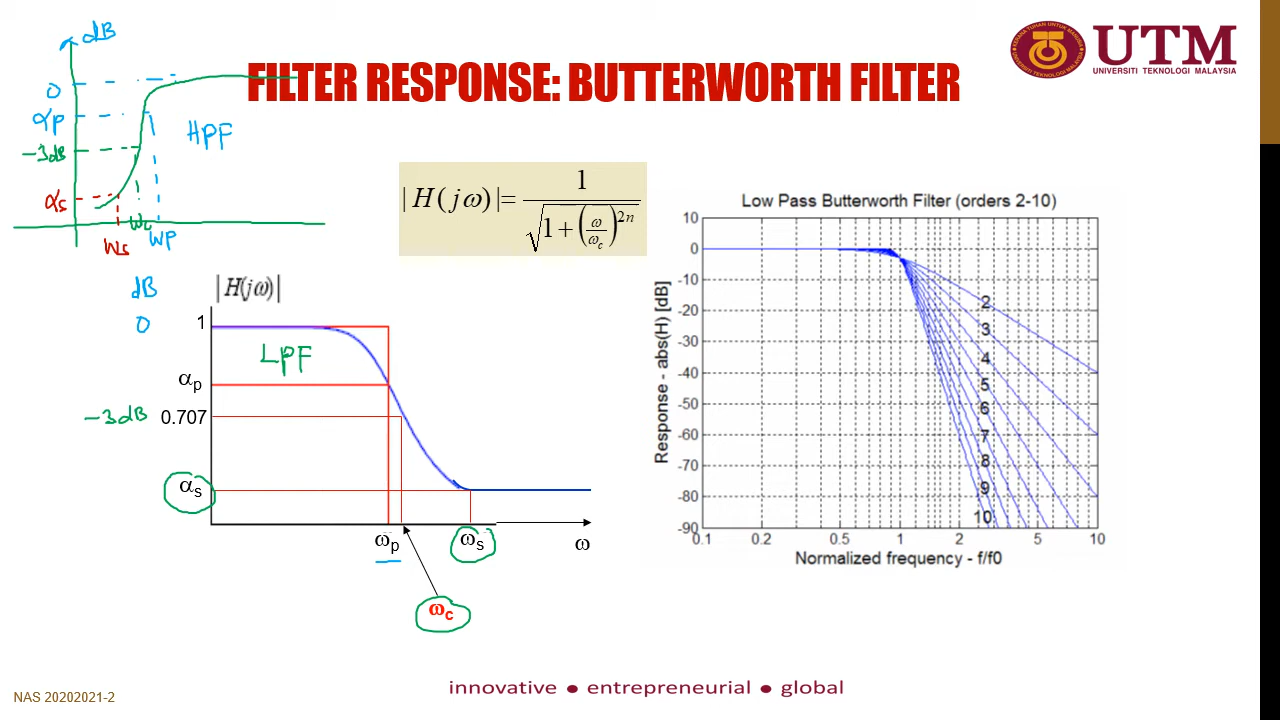 FILTER RESPONSE: BUTTERWORTH FILTER
UTM
UNIVERSITI TEKNOLOGI MALAYSIA
dB
0
αp
-3dB
αs
HPF
ws
wc
wp
|H(jω)|= 1 / √(1+(ω/ωc)^2n)
dB
|H(jω)|
0
1
LPF
αp
-3dB 0.707
αs
ωp
ωs
ω
ωc
Low Pass Butterworth Filter (orders 2-10)
Response - abs(H) [dB]
10
0
-10
-20
-30
-40
-50
-60
-70
-80
-90
2
3
4
5
6
7
8
9
10
0.1 0.2 0.5 1 2 5 10
Normalized frequency - f/f0
NAS 20202021-2
innovative ● entrepreneurial ● global